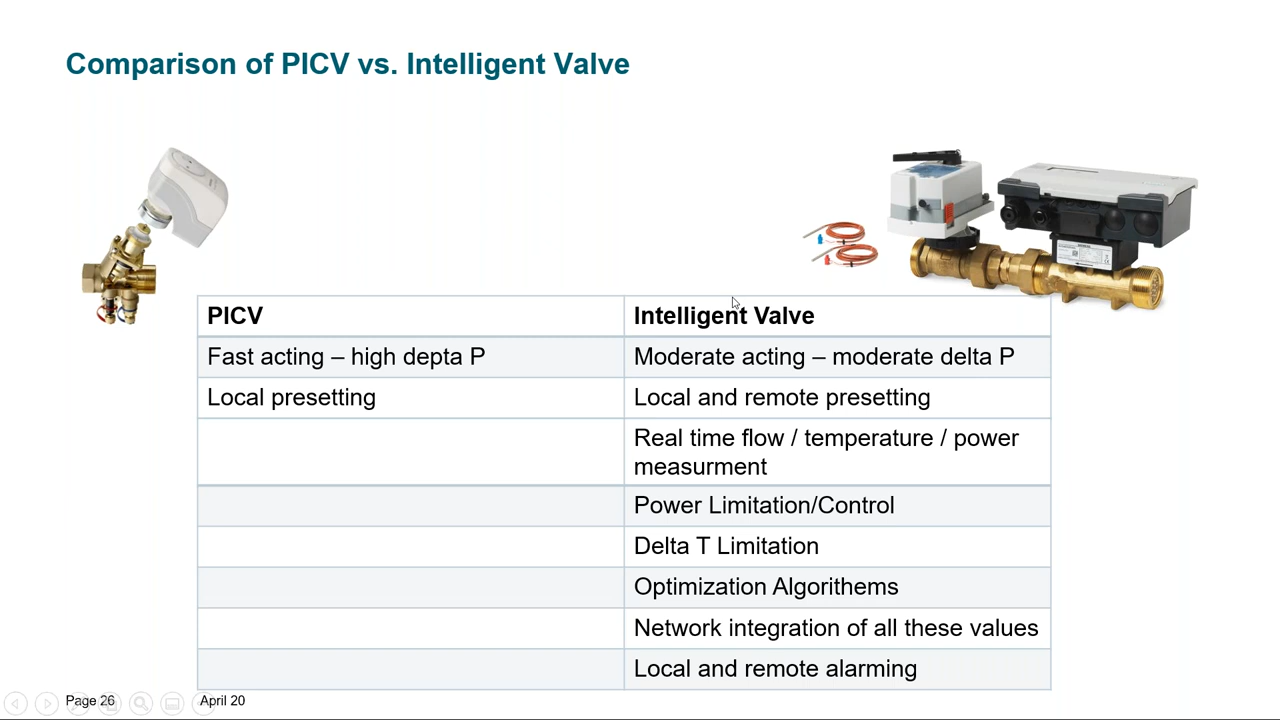 Comparison of PICV vs. Intelligent Valve
PICV
Intelligent Valve
Fast acting – high depta P
Moderate acting – moderate delta P
Local presetting
Local and remote presetting
Real time flow / temperature / power
measurment
Power Limitation/Control
Delta T Limitation
Optimization Algorithems
Network integration of all these values
Local and remote alarming
Page 26
April 20